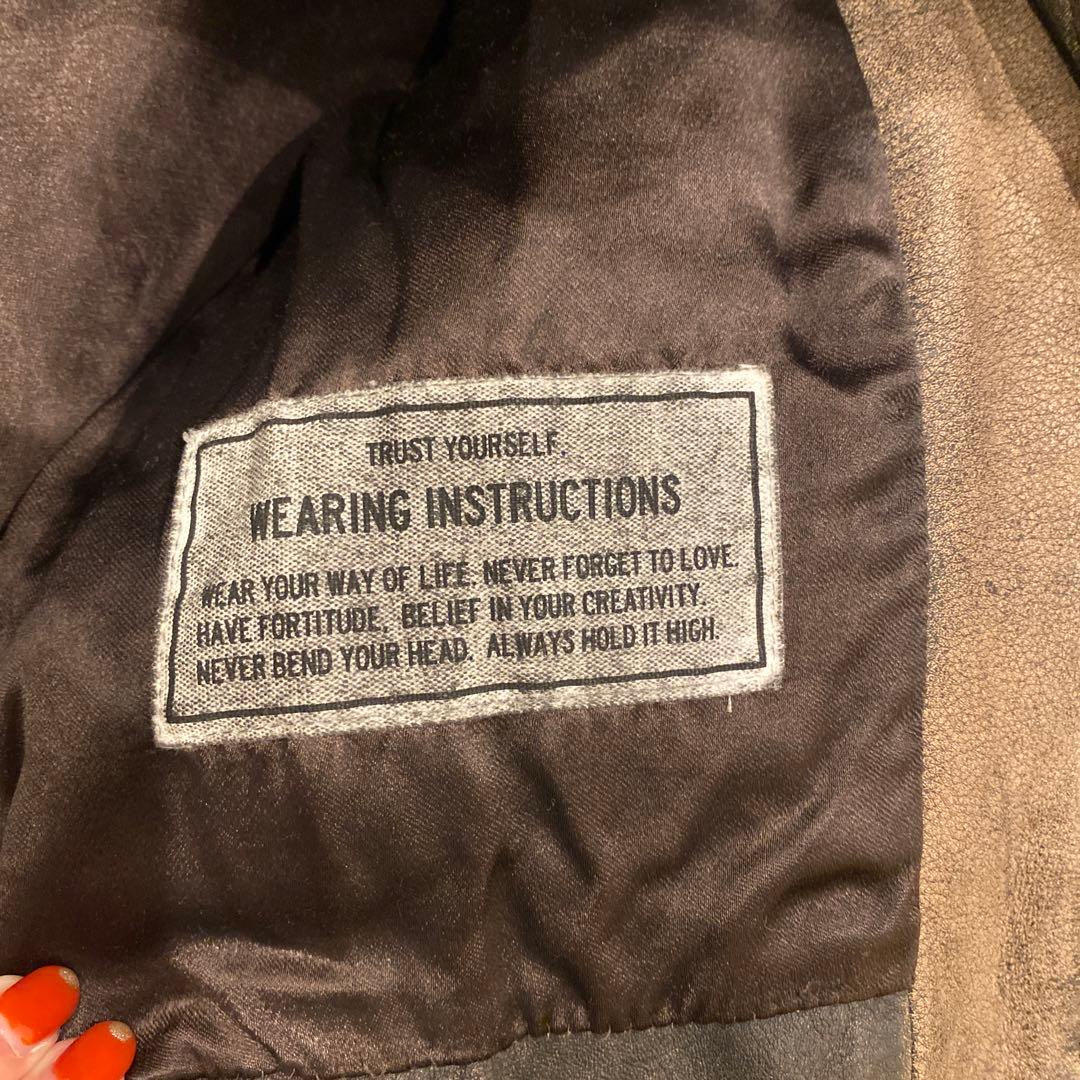 TRUST YOURSELF.
WEARING INSTRUCTIONS
WEAR YOUR WAY OF LIFE. NEVER FORGET TO LOVE.
HAVE FORTITUDE, BELIEF IN YOUR CREATIVITY.
NEVER BEND YOUR HEAD. ALWAYS HOLD IT HIGH.